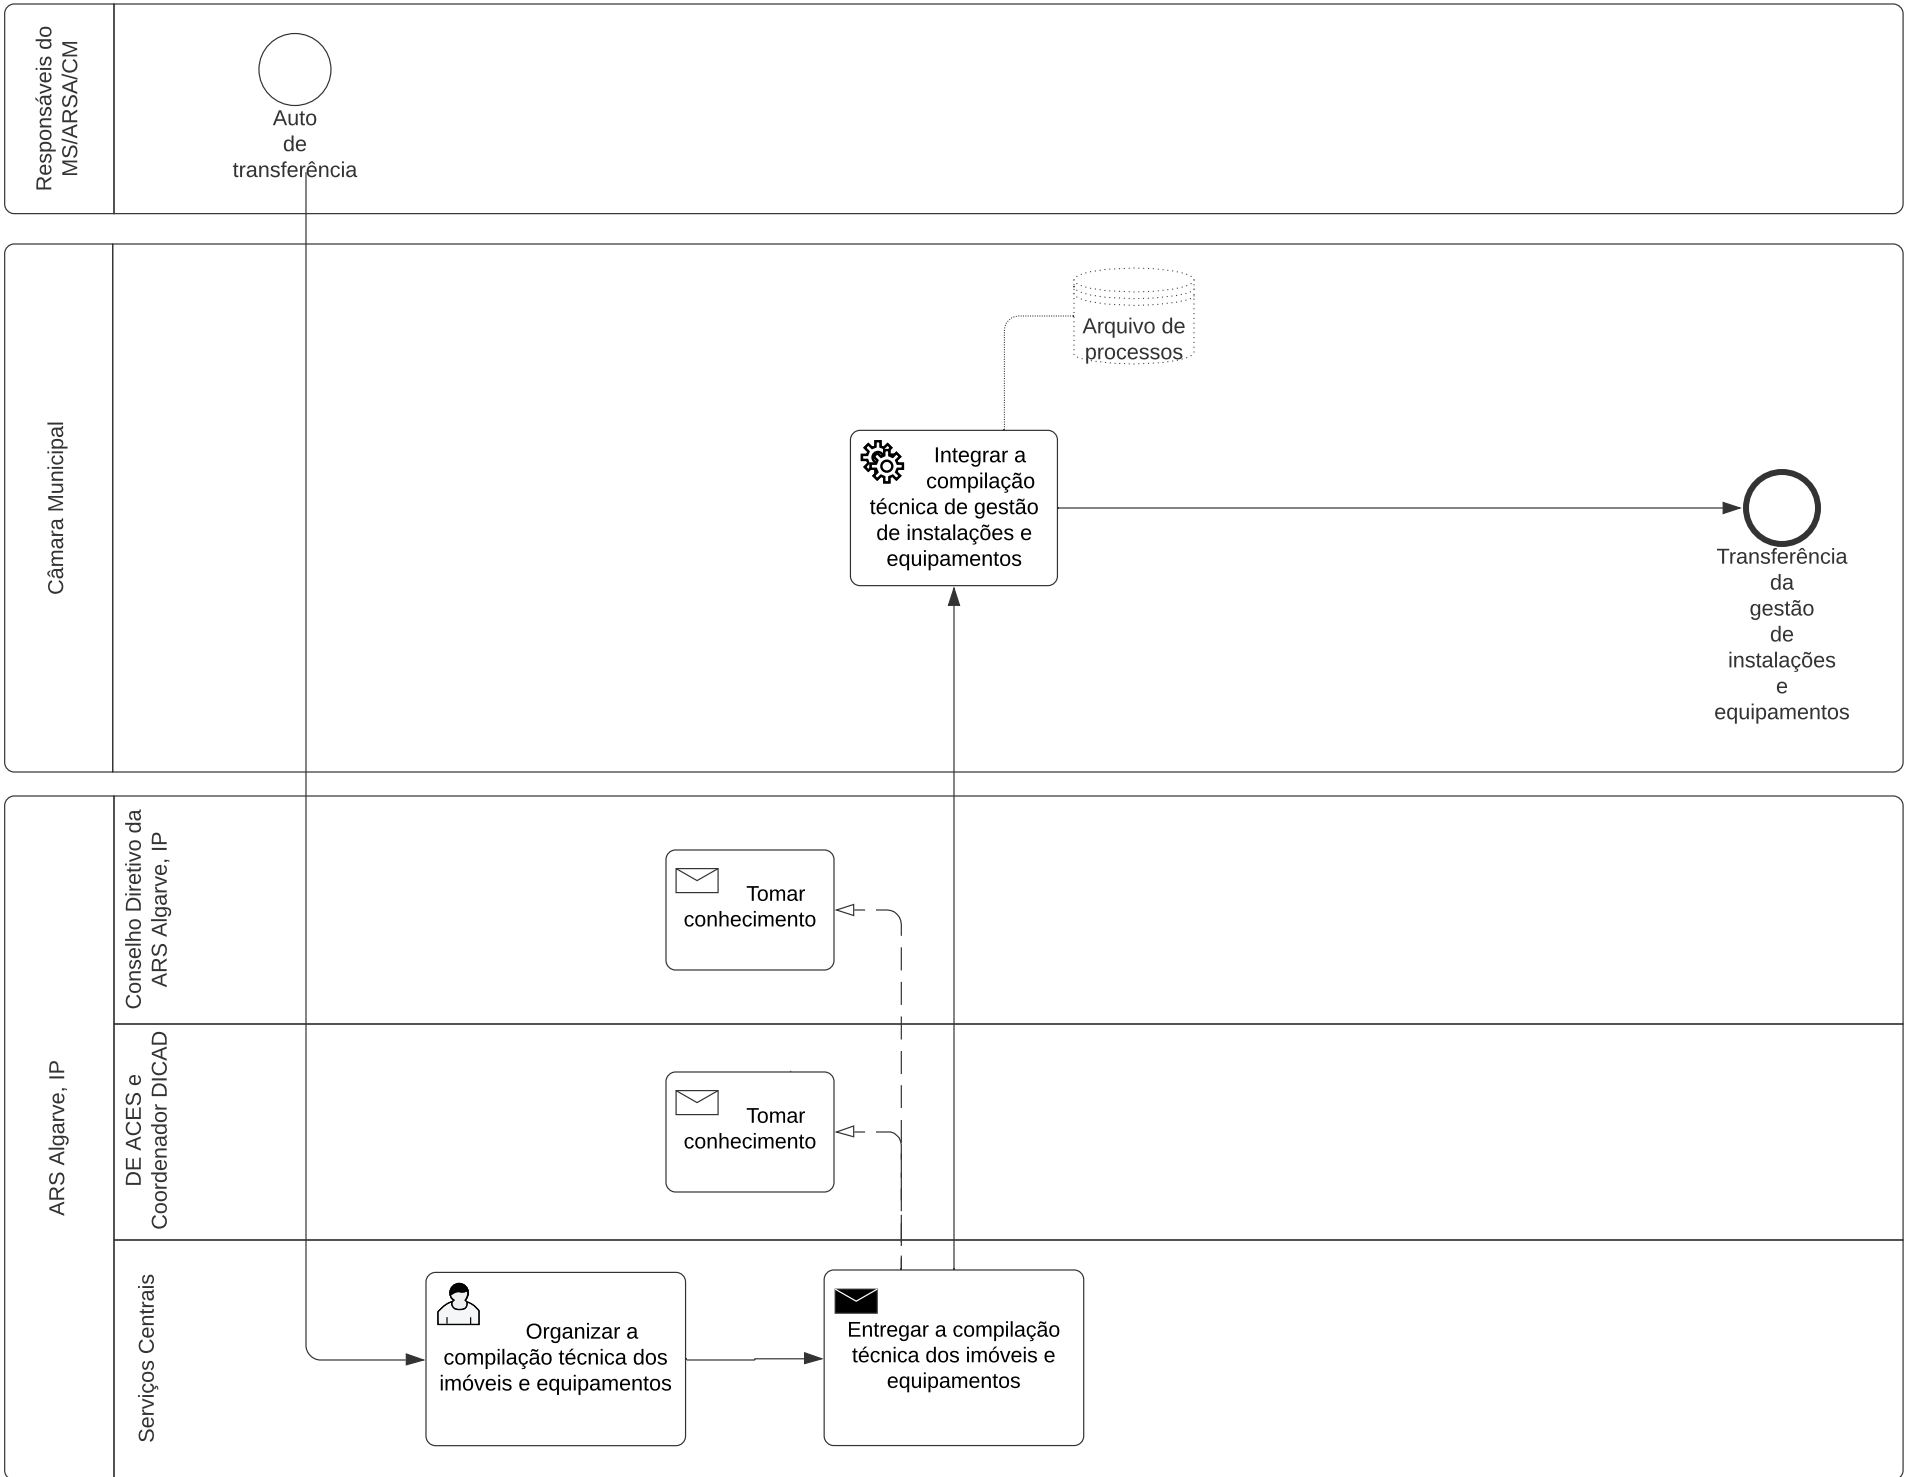 Responsáveis do
MS/ARSA/CM
Auto
de
transferência
Câmara Municipal
Arquivo de
processos
Integrar a
compilação
técnica de gestão
de instalações e
equipamentos
Transferência
da
gestão
de
instalações
e
equipamentos
ARS Algarve, IP
Conselho Diretivo da
ARS Algarve, IP
Tomar
conhecimento
DE ACES e
Coordenador DICAD
Tomar
conhecimento
Serviços Centrais
Organizar a
compilação técnica dos
imóveis e equipamentos
Entregar a compilação
técnica dos imóveis e
equipamentos